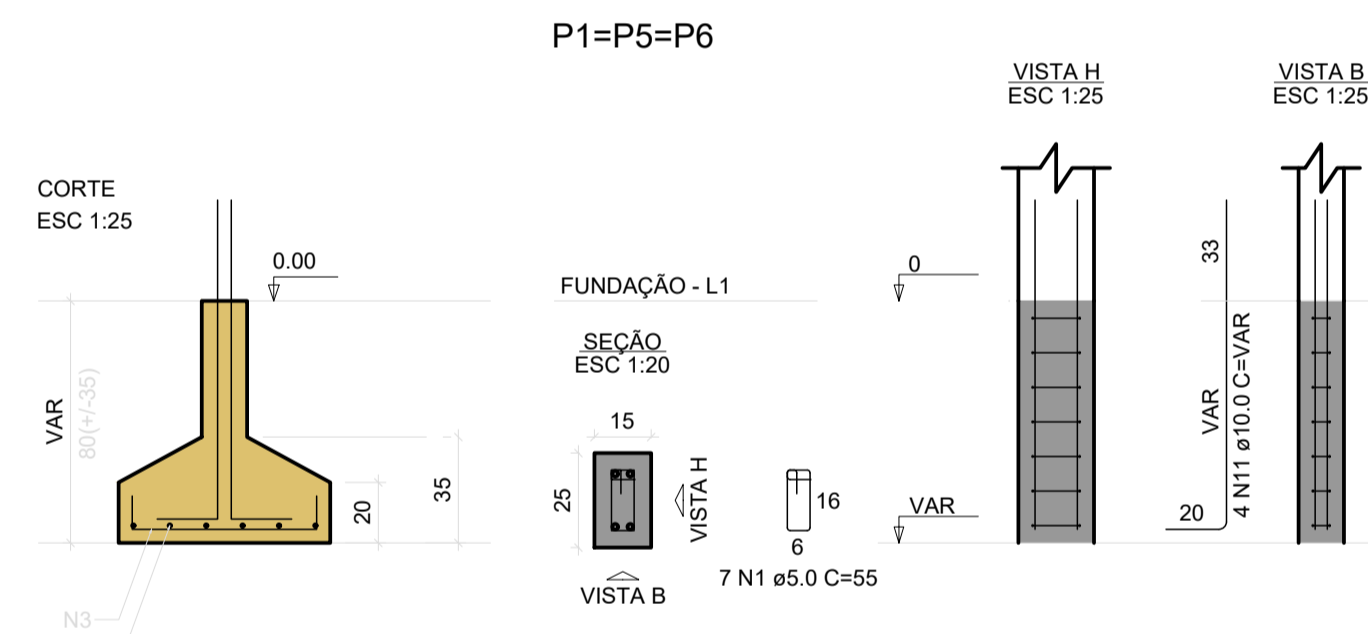 P1=P5=P6
CORTE
ESC 1:25
0.00
VAR
80(+/-35)
20
35
N3
FUNDAÇÃO - L1
SEÇÃO
ESC 1:20
15
25
VISTA H
VISTA B
16
6
7 N1 ø5.0 C=55
VISTA H
ESC 1:25
0
VAR
33
VAR
20
4 N11 ø10.0 C=VAR
VISTA B
ESC 1:25